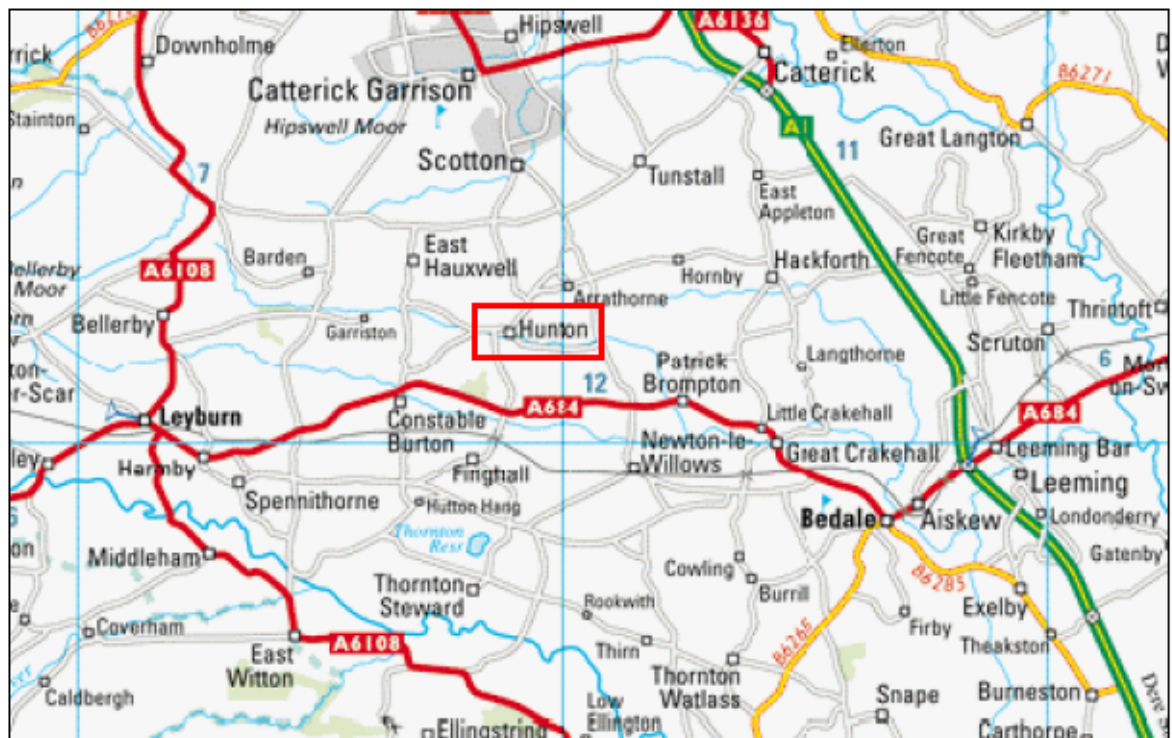 Hipswell
A6136
Downholme
Ellerton
Catterick
B6271
Catterick Garrison
Hipswell Moor
A1
Great Langton
Stainton
11
Scotton
7
Tunstall
East
Appleton
East
Hauxwell
Barden
Great
Fencote
Kirkby
Fleetham
A6108
Hornby
Hackforth
Moor
Arrathorne
Little Fencote
Thrintoft
Bellerby
Garriston
Hunton
Scruton
Langthorne
6
Patrick
Brompton
12
A684
A684
Leyburn
Constable
Burton
Little Crakehall
Newton-le-
Willows
Great Crakehall
Leeming Bar
Harmby
Finghall
Leeming
Spennithorne
Hutton Hang
Bedale
Aiskew
Londonderry
Thornton
Resr
Gatenby
Middleham
Cowling
B6285
Thornton
Steward
Burrill
Exelby
Rookwith
Firby
Coverham
B6265
Theakston
A6108
Thirn
East
Witton
Thornton
Watlass
Caldbergh
Snape
Burneston
Low
Ellington
Dere S
Ellingstring
Carthorpe